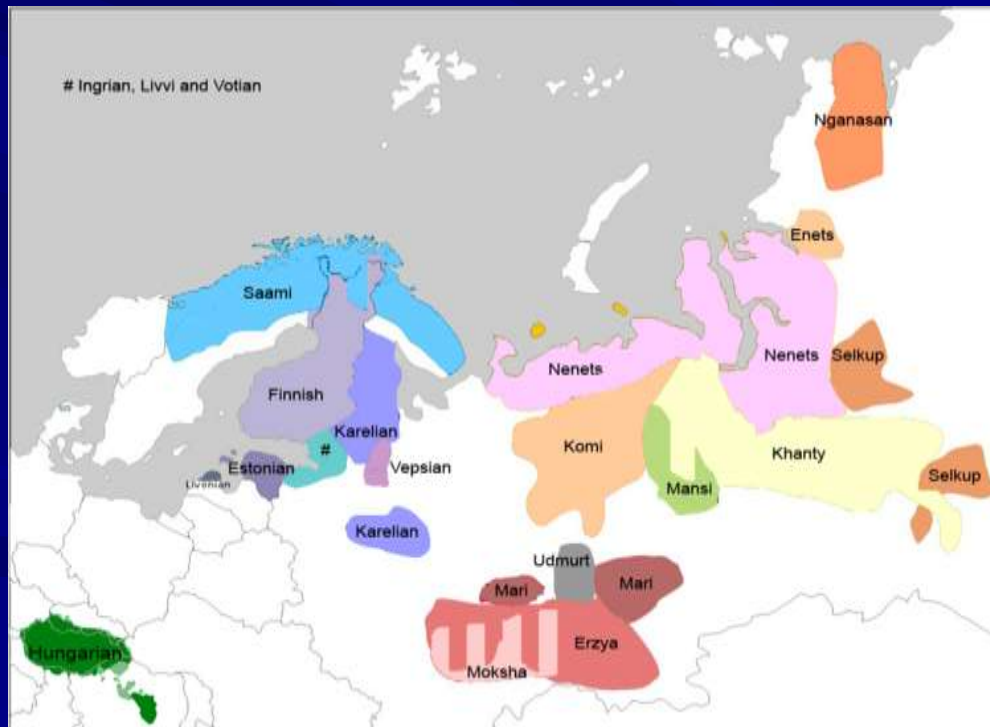 # Ingrian, Livvi and Votian
Nganasan
Enets
Saami
Nenets
Nenets
Selkup
Finnish
Karelian
#
Komi
Khanty
Estonian
Vepsian
Livonian
Mansi
Selkup
Karelian
Udmurt
Mari
Mari
Erzya
Hungarian
Moksha